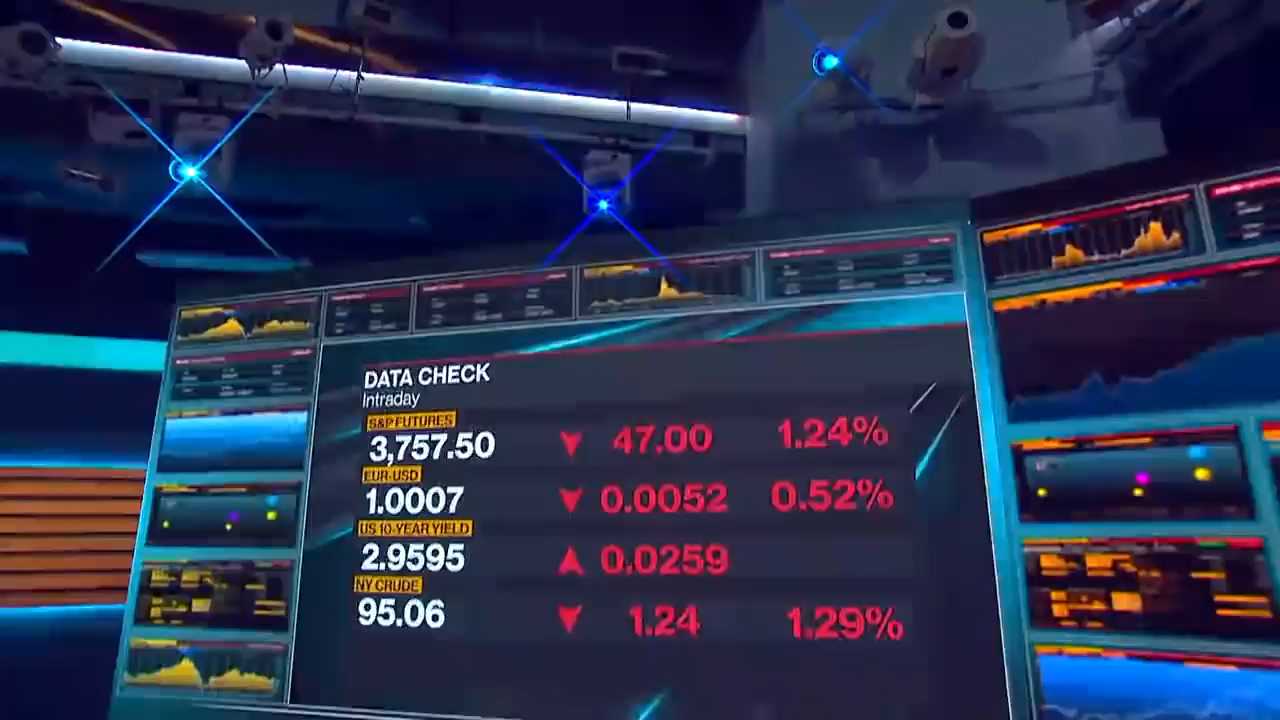 DATA CHECK
Intraday
S&P FUTURES
3,757.50 ▼ 47.00 1.24%
EUR-USD
1.0007 ▼ 0.0052 0.52%
US 10-YEAR YIELD
2.9595 ▲ 0.0259
NY CRUDE
95.06 ▼ 1.24 1.29%